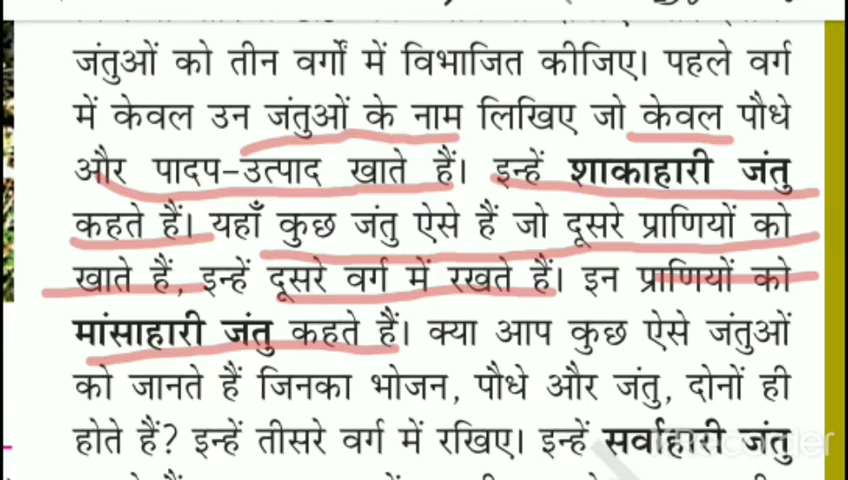 जंतुओं को तीन वर्गों में विभाजित कीजिए। पहले वर्ग
में केवल उन जंतुओं के नाम लिखिए जो केवल पौधे
और पादप-उत्पाद खाते हैं। इन्हें शाकाहारी जंतु
कहते हैं। यहाँ कुछ जंतु ऐसे हैं जो दूसरे प्राणियों को
खाते हैं, इन्हें दूसरे वर्ग में रखते हैं। इन प्राणियों को
मांसाहारी जंतु कहते हैं। क्या आप कुछ ऐसे जंतुओं
को जानते हैं जिनका भोजन, पौधे और जंतु, दोनों ही
होते हैं? इन्हें तीसरे वर्ग में रखिए। इन्हें सर्वाहारी जंतु